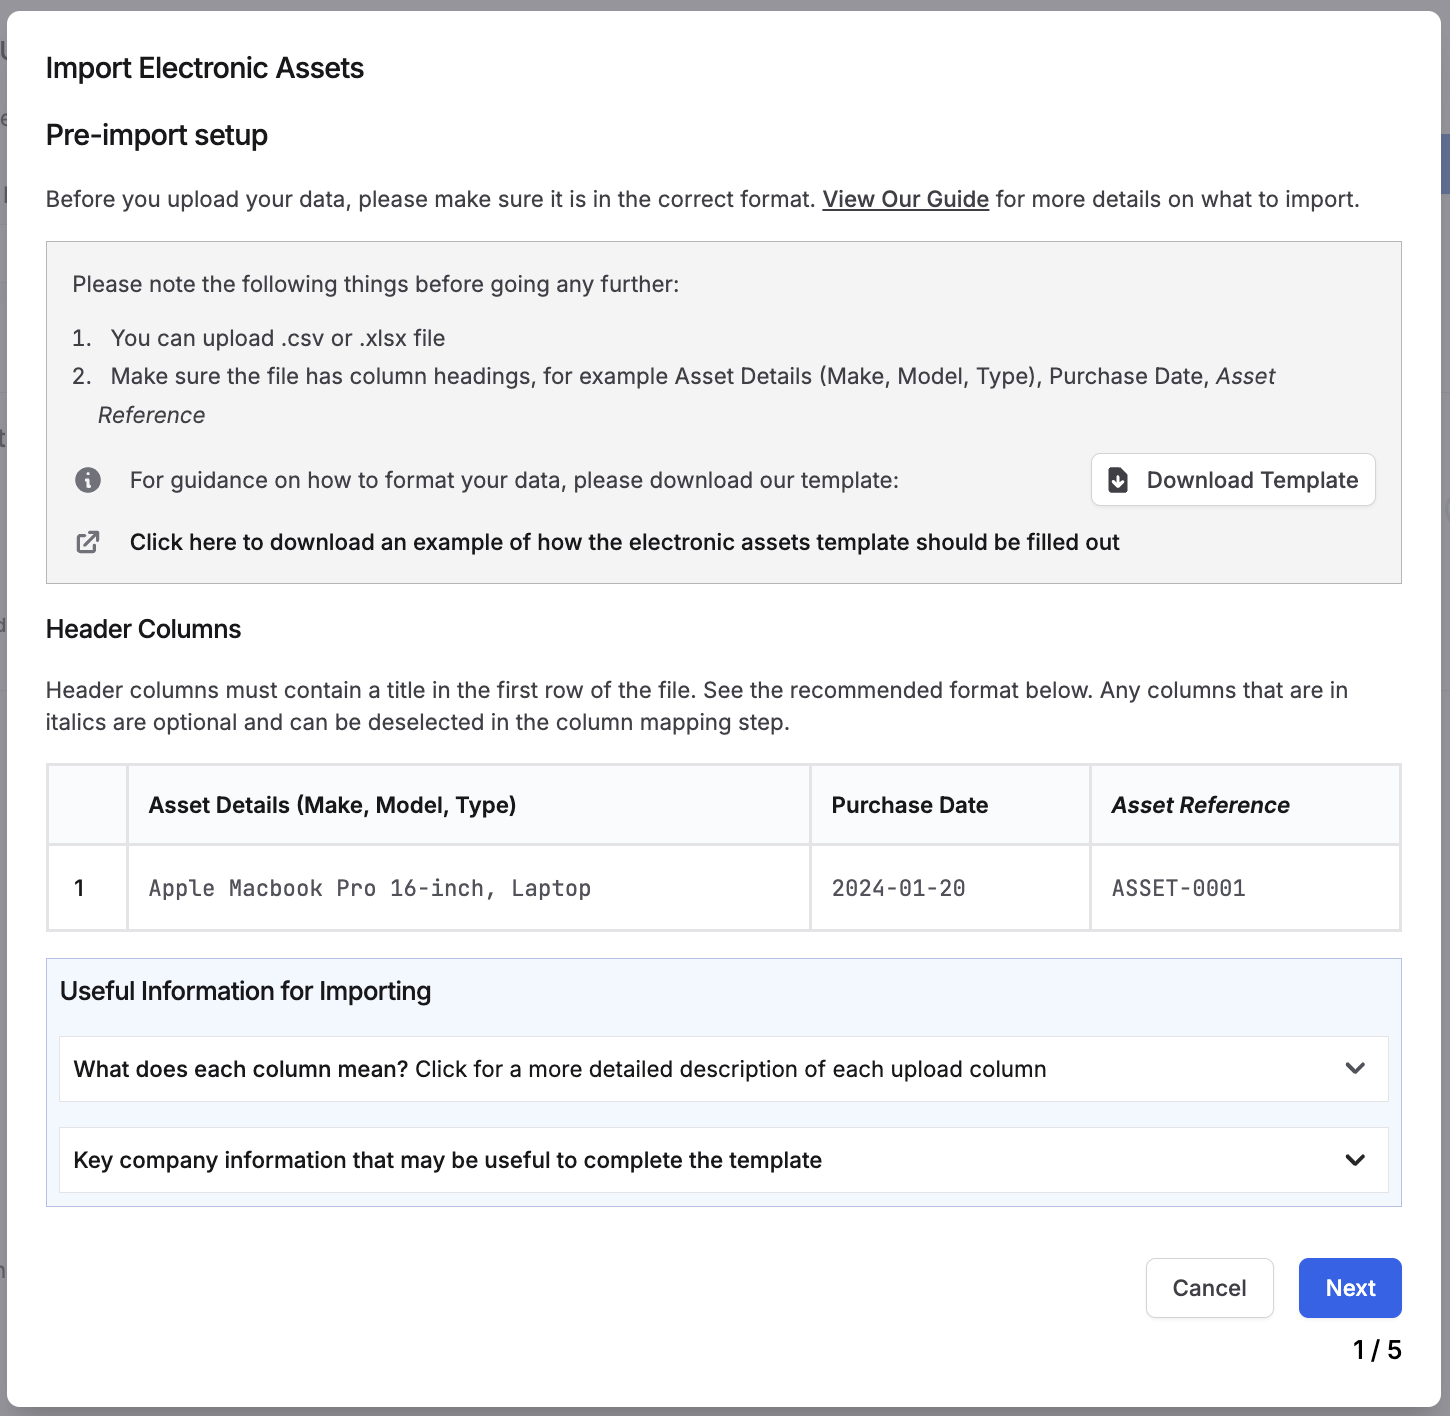 Import Electronic Assets
Pre-import setup
Before you upload your data, please make sure it is in the correct format. View Our Guide for more details on what to import.
Please note the following things before going any further:
1. You can upload .csv or .xlsx file
2. Make sure the file has column headings, for example Asset Details (Make, Model, Type), Purchase Date, Asset
Reference
For guidance on how to format your data, please download our template:
Download Template
Click here to download an example of how the electronic assets template should be filled out
Header Columns
Header columns must contain a title in the first row of the file. See the recommended format below. Any columns that are in
italics are optional and can be deselected in the column mapping step.
Asset Details (Make, Model, Type) Purchase Date Asset Reference
1 Apple Macbook Pro 16-inch, Laptop 2024-01-20 ASSET-0001
Useful Information for Importing
What does each column mean? Click for a more detailed description of each upload column
Key company information that may be useful to complete the template
Cancel Next
1 / 5